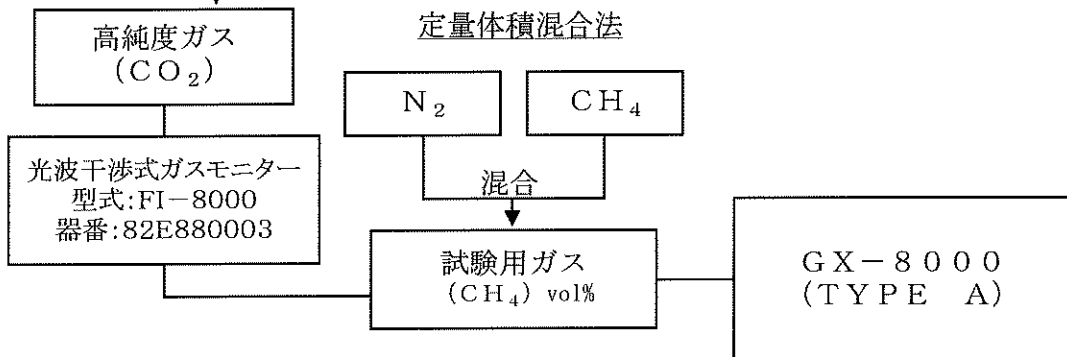 定量体積混合法
高純度ガス
(CO₂)
N₂
CH₄
光波干渉式ガスモニター
型式:FI-8000
器番:82E880003
混合
試験用ガス
(CH₄) vol%
GX-8000
(TYPE A)